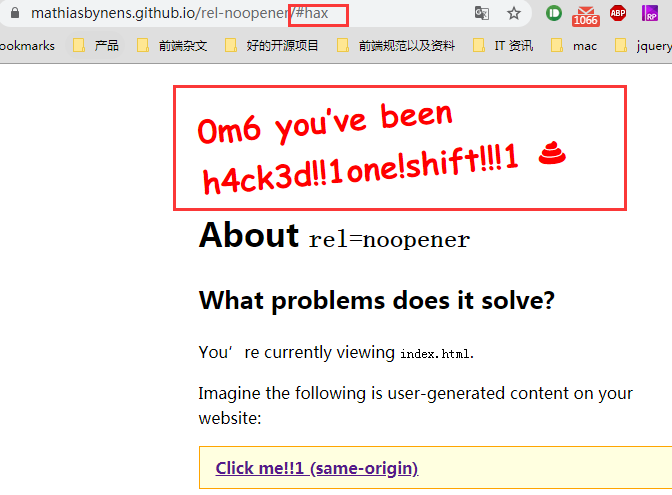 mathiasbynens.github.io/rel-noopener/#hax
1066
ABP
RP
ookmarks 产品 前端杂文 好的开源项目 前端规范以及资料 IT 资讯 mac jquery
0m6 you've been
h4ck3d!!1one!shift!!!1 💩
About rel=noopener
What problems does it solve?
You’re currently viewing index.html.
Imagine the following is user-generated content on your
website:
Click me!!1 (same-origin)